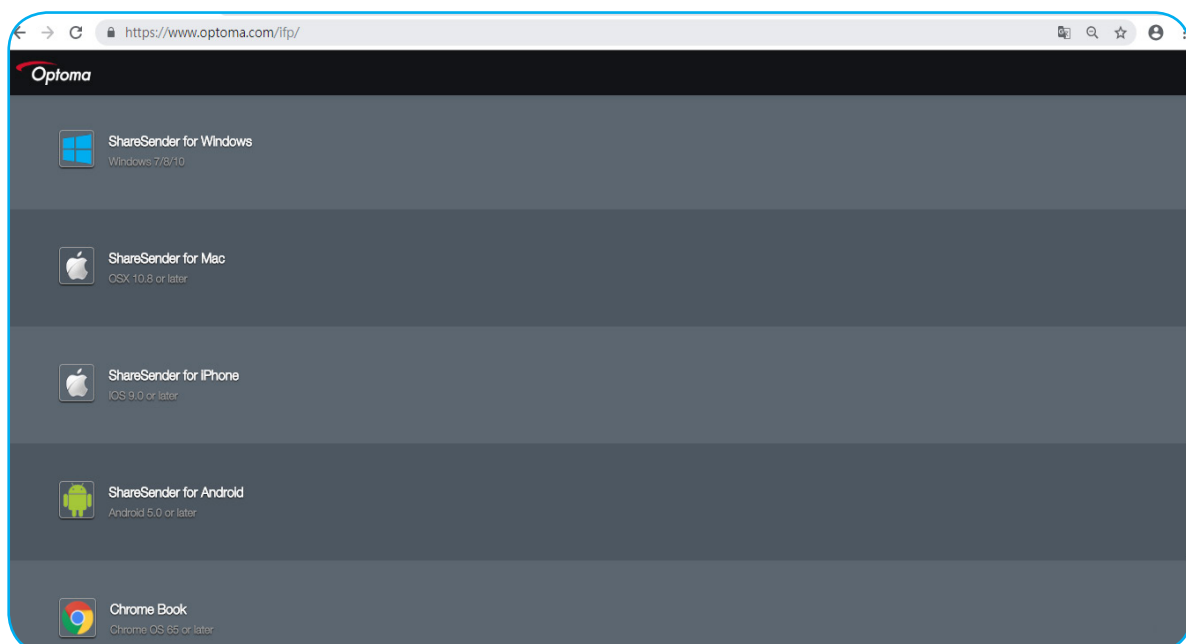 https://www.optoma.com/ifp/
Optoma
ShareSender for Windows
Windows 7/8/10
ShareSender for Mac
OSX 10.8 or later
ShareSender for iPhone
IOS 9.0 or later
ShareSender for Android
Android 5.0 or later
Chrome Book
Chrome OS 65 or later